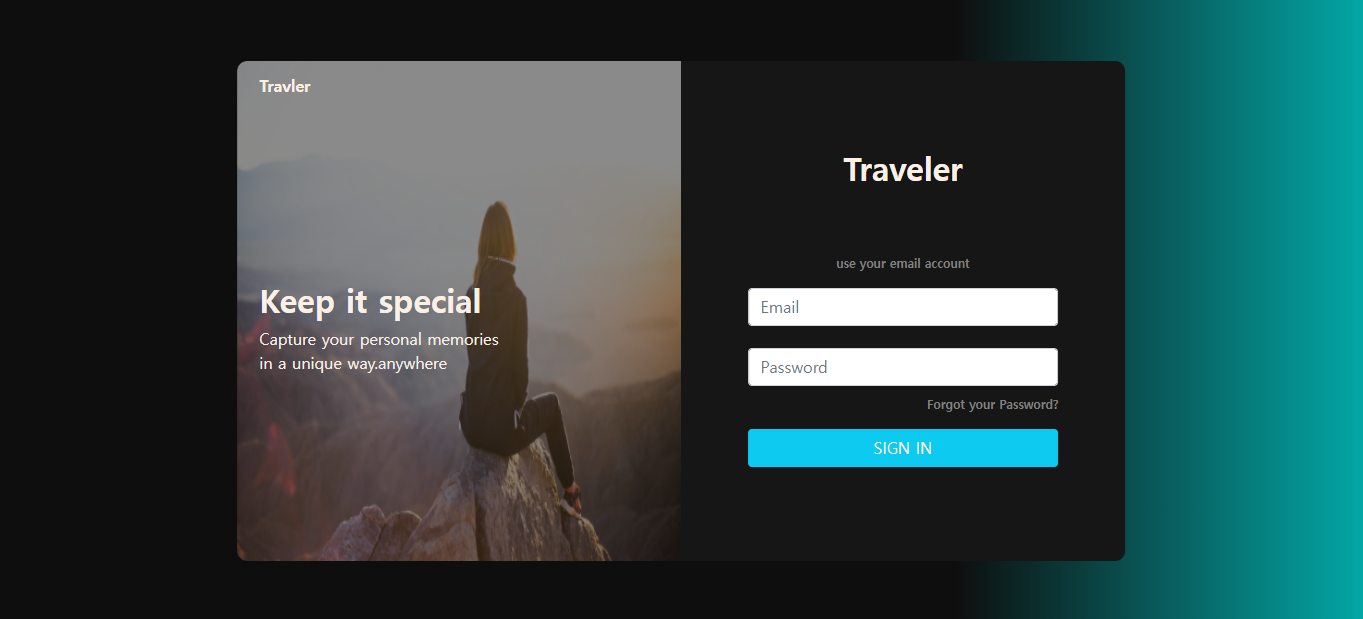 Travler
Keep it special
Capture your personal memories
in a unique way.anywhere
Traveler
use your email account
Email
Password
Forgot your Password?
SIGN IN